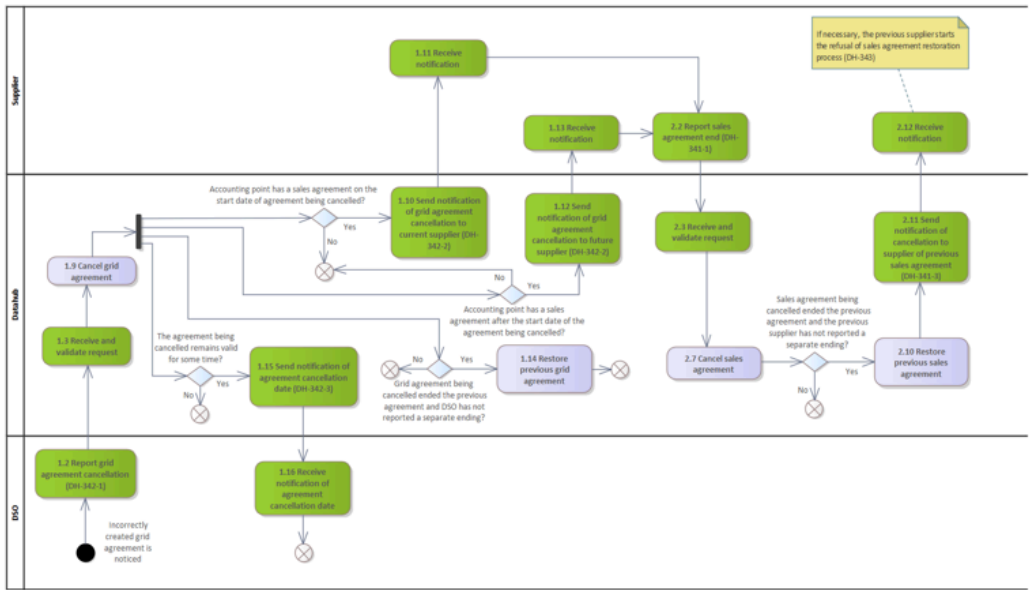 Supplier
1.11 Receive
notification
If necessary, the previous supplier starts
the refusal of sales agreement restoration
process (DH-343)
1.13 Receive
notification
2.2 Report sales
agreement end (DH-
341-1)
2.12 Receive
notification
Datahub
Accounting point has a sales agreement on the
start date of agreement being cancelled?
Yes
No
1.10 Send notification
of grid agreement
cancellation to
current supplier (DH-
342-2)
1.12 Send
notification of grid
agreement
cancellation to future
supplier (DH-342-2)
2.3 Receive and
validate request
2.11 Send
notification of
cancellation to
supplier of previous
sales agreement
(DH-341-3)
1.9 Cancel grid
agreement
No
Yes
Accounting point has a sales
agreement after the start date of the
agreement being cancelled?
Sales agreement being
cancelled ended the previous
agreement and the previous
supplier has not reported a
separate ending?
1.3 Receive and
validate request
The agreement being
cancelled remains valid
for some time?
Yes
No
1.15 Send notification of
agreement cancellation
date (DH-342-3)
No
Yes
Grid agreement being
cancelled ended the previous
agreement and DSO has not
reported a separate ending?
1.14 Restore
previous grid
agreement
2.7 Cancel sales
agreement
Yes
No
2.10 Restore
previous sales
agreement
DSO
1.2 Report grid
agreement cancellation
(DH-342-1)
1.16 Receive
notification of
agreement
cancellation date
Incorrectly
created grid
agreement is
noticed